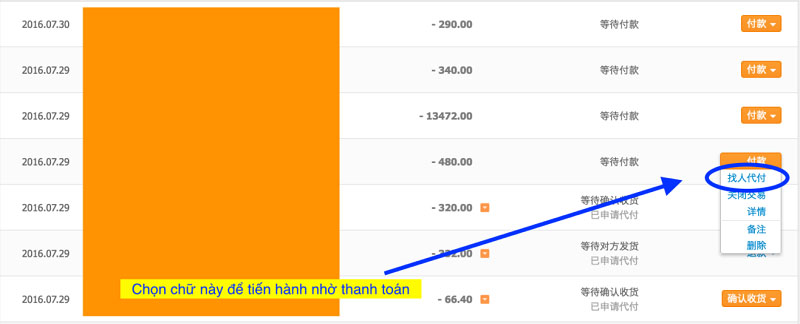 2016.07.30 - 290.00 等待付款 付款
2016.07.29 - 340.00 等待付款 付款
2016.07.29 - 13472.00 等待付款 付款
2016.07.29 - 480.00 等待付款 付款
找人代付
关闭交易
2016.07.29 - 320.00 等待确认收货 详情
已申请代付
备注
2016.07.29 等待对方发货 删除
已申请代付
Chọn chữ này để tiến hành nhờ thanh toán
2016.07.29 - 66.40 等待确认收货 确认收货
已申请代付